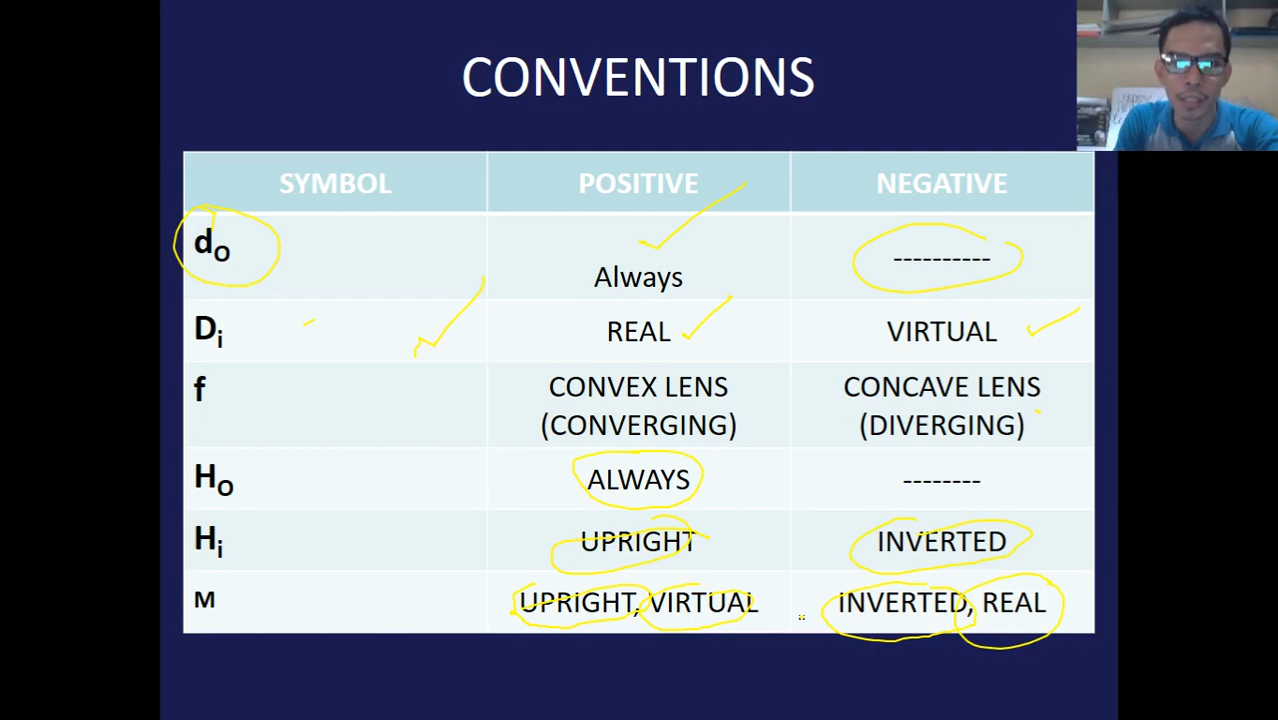 CONVENTIONS
SYMBOL POSITIVE NEGATIVE
dO Always ----------
Di REAL VIRTUAL
f CONVEX LENS CONCAVE LENS
(CONVERGING) (DIVERGING)
HO ALWAYS --------
Hi UPRIGHT INVERTED
M UPRIGHT, VIRTUAL INVERTED, REAL